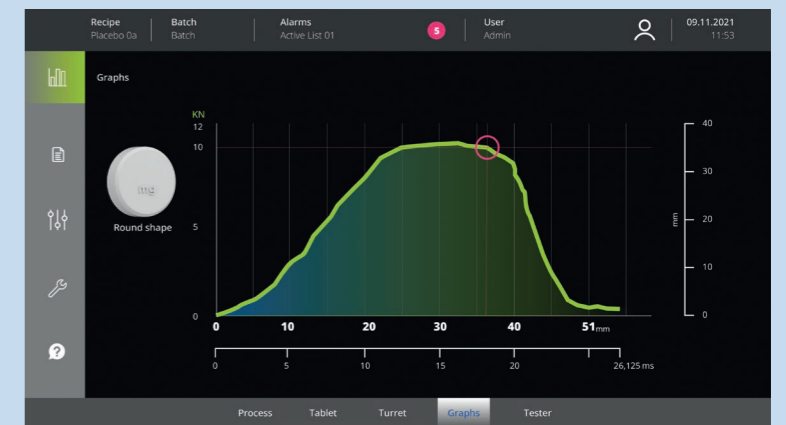 Recipe
Placebo 0a
Batch
Batch
Alarms
Active List 01
5
User
Admin
09.11.2021
11:53
Graphs
KN
12
10
5
0
mg
Round shape
0 10 20 30 40 51mm
0 5 10 15 20 26,125 ms
40
30
20
10
0
mm
?
Process Tablet Turret Graphs Tester